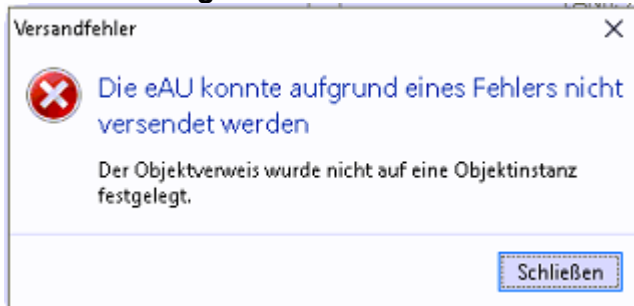 Versandfehler
Die eAU konnte aufgrund eines Fehlers nicht
versendet werden
Der Objektverweis wurde nicht auf eine Objektinstanz
festgelegt.
Schließen